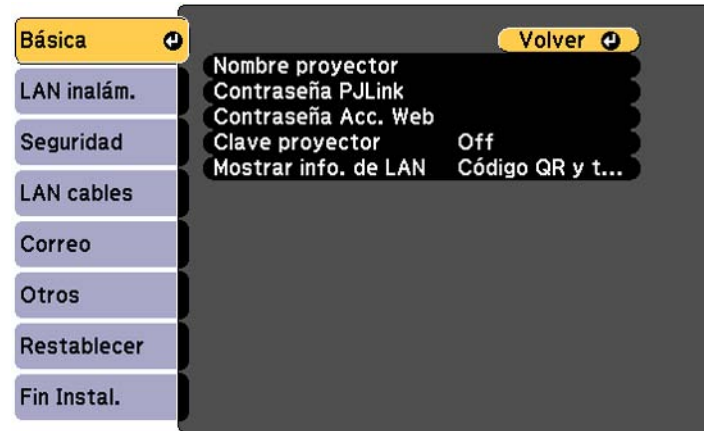 Básica
LAN inalám.
Seguridad
LAN cables
Correo
Otros
Restablecer
Fin Instal.
Volver
Nombre proyector
Contraseña PJLink
Contraseña Acc. Web
Clave proyector Off
Mostrar info. de LAN Código QR y t...